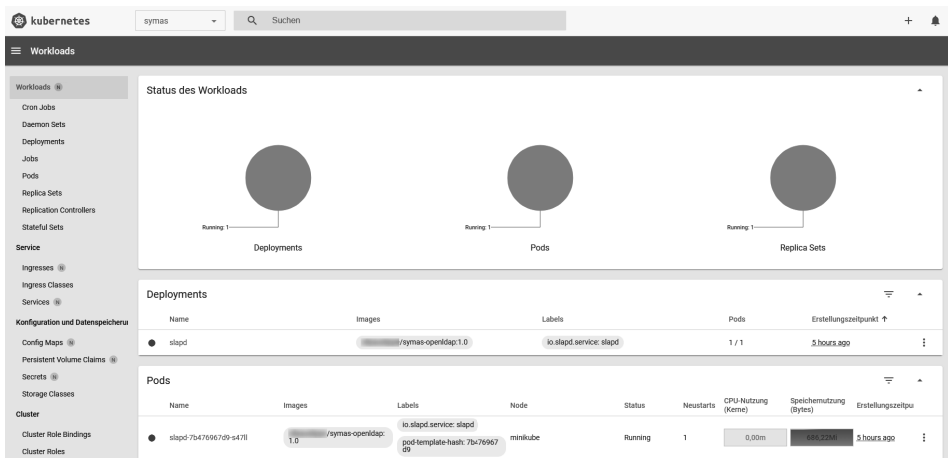 kubernetes
symas
Suchen
Workloads
Workloads N
Cron Jobs
Daemon Sets
Deployments
Jobs
Pods
Replica Sets
Replication Controllers
Stateful Sets
Service
Ingresses N
Ingress Classes
Services N
Konfiguration und Datenspeicheru
Config Maps N
Persistent Volume Claims N
Secrets N
Storage Classes
Cluster
Cluster Role Bindings
Cluster Roles
Status des Workloads
Running: 1
Running: 1
Running: 1
Deployments
Pods
Replica Sets
Deployments
Name Images Labels Pods Erstellungszeitpunkt ↑
slapd /symas-openldap:1.0 io.slapd.service: slapd 1 / 1 5 hours ago
Pods
Name Images Labels Node Status Neustarts CPU-Nutzung (Kerne) Speichernutzung (Bytes) Erstellungszeitpu
slapd-7b476967d9-s47ll /symas-openldap: 1.0 io.slapd.service: slapd pod-template-hash: 7b476967 d9 minikube Running 1 0,00m 686,22Mi 5 hours ago